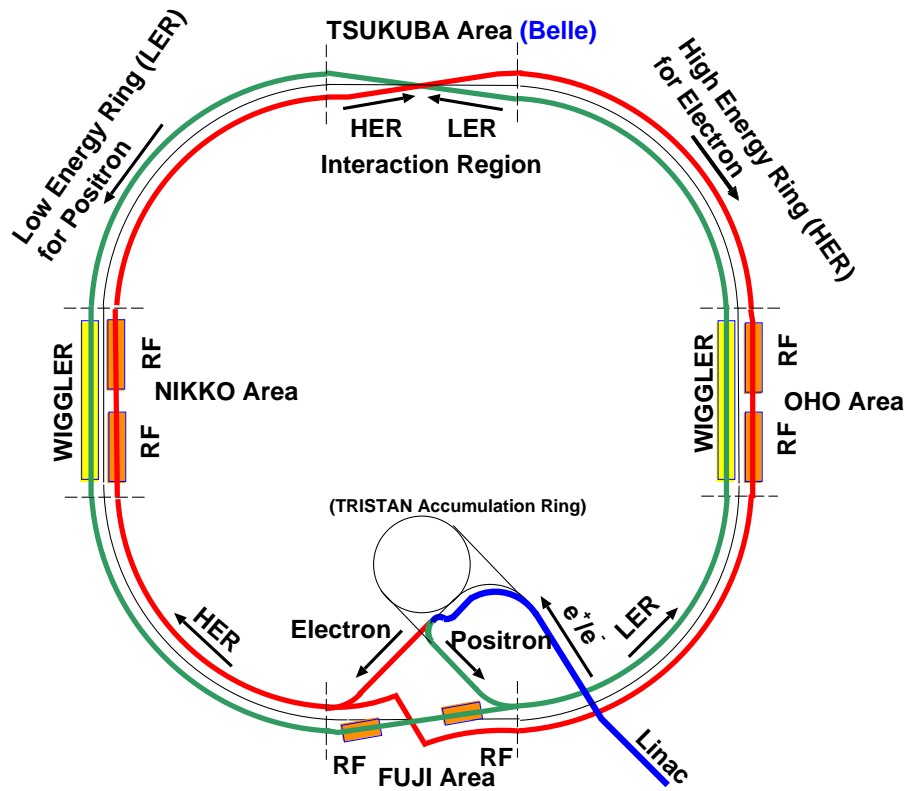 TSUKUBA Area (Belle)
Low Energy Ring (LER)
for Positron
High Energy Ring (HER)
for Electron
HER
LER
Interaction Region
WIGGLER
RF
RF
NIKKO Area
WIGGLER
RF
RF
OHO Area
(TRISTAN Accumulation Ring)
HER
Electron
Positron
e+/e-
LER
RF
RF
FUJI Area
Linac